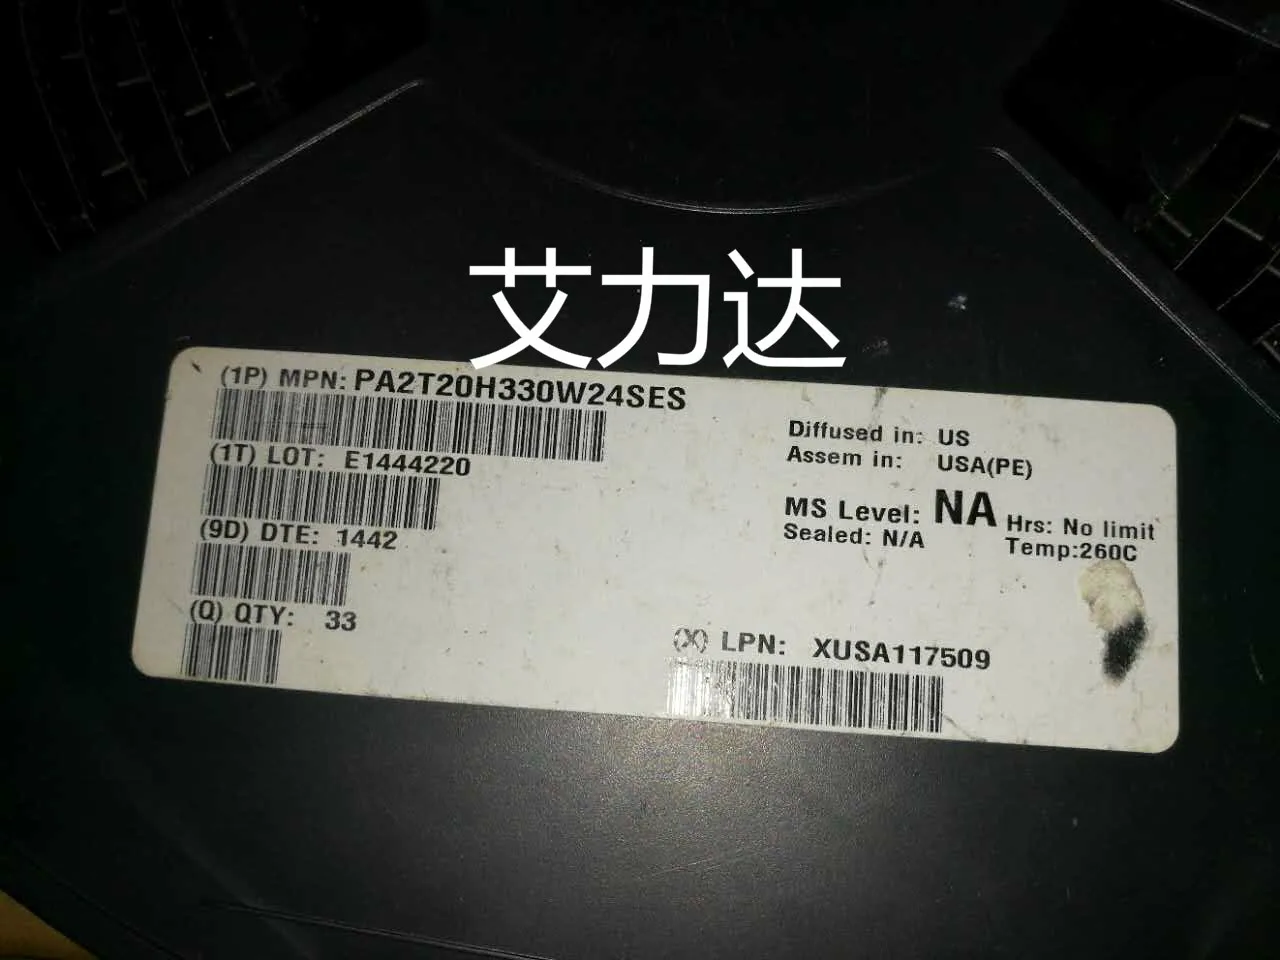 艾力达
(1P) MPN: PA2T20H330W24SES
(1T) LOT: E1444220
(9D) DTE: 1442
(Q) QTY: 33
Diffused in: US
Assem in: USA(PE)
MS Level: NA Hrs: No limit
Sealed: N/A Temp:260C
(X) LPN: XUSA117509